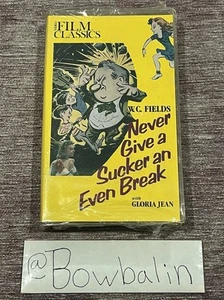 FILM
CLASSICS
W.C. FIELDS
Never
Give a
Sucker an
Even Break
with
GLORIA JEAN
@Bowbalin